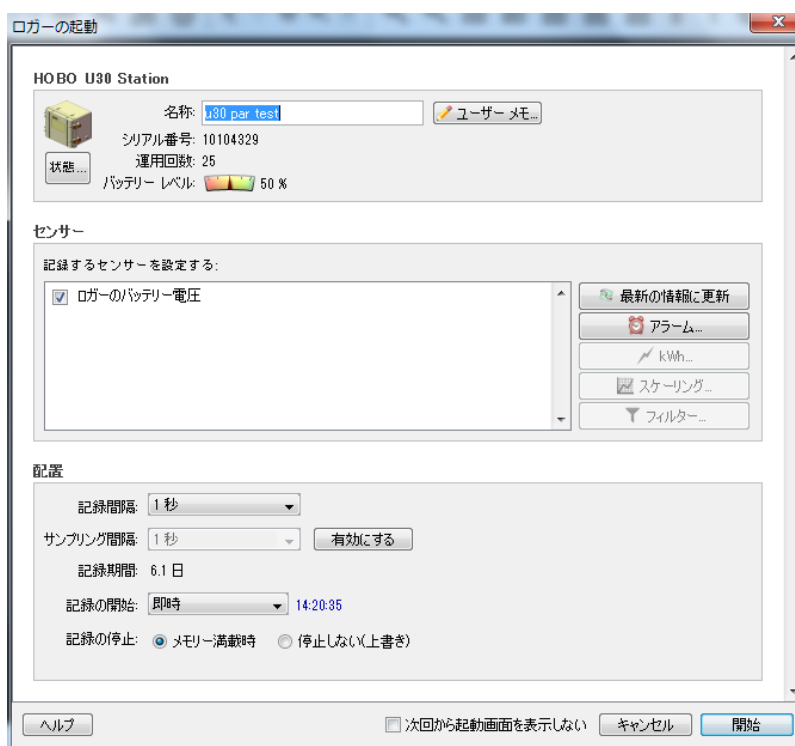 ロガーの起動
HOBO U30 Station
名称: u30 par test ユーザー メモ...
シリアル番号: 10104329
状態... 運用回数: 25
バッテリー レベル: 50 %
センサー
記録するセンサーを設定する:
ロガーのバッテリー電圧
最新の情報に更新
アラーム...
kWh...
スケーリング...
フィルター...
配置
記録間隔: 1 秒
サンプリング間隔: 1 秒 有効にする
記録期間: 6.1 日
記録の開始: 即時 14:20:35
記録の停止: メモリー満載時 停止しない(上書き)
ヘルプ 次回から起動画面を表示しない キャンセル 開始